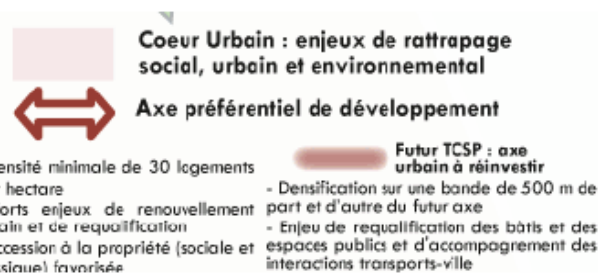 Coeur Urbain : enjeux de rattrapage
social, urbain et environnemental
Axe préférentiel de développement
ensité minimale de 30 logements
hectare
orts enjeux de renouvellement
ain et de requalification
ccession à la propriété (sociale et
ssique) favorisée
Futur TCSP : axe
urbain à réinvestir
- Densification sur une bande de 500 m de
part et d'autre du futur axe
- Enjeu de requalification des bâtis et des
espaces publics et d'accompagnement des
interactions transports-ville